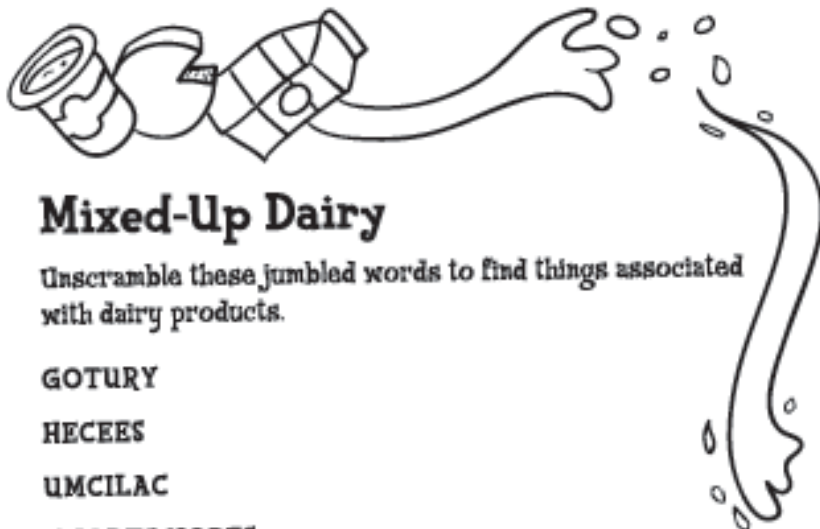 Mixed-Up Dairy
Unscramble these jumbled words to find things associated
with dairy products.
GOTURY
HECEES
UMCILAC